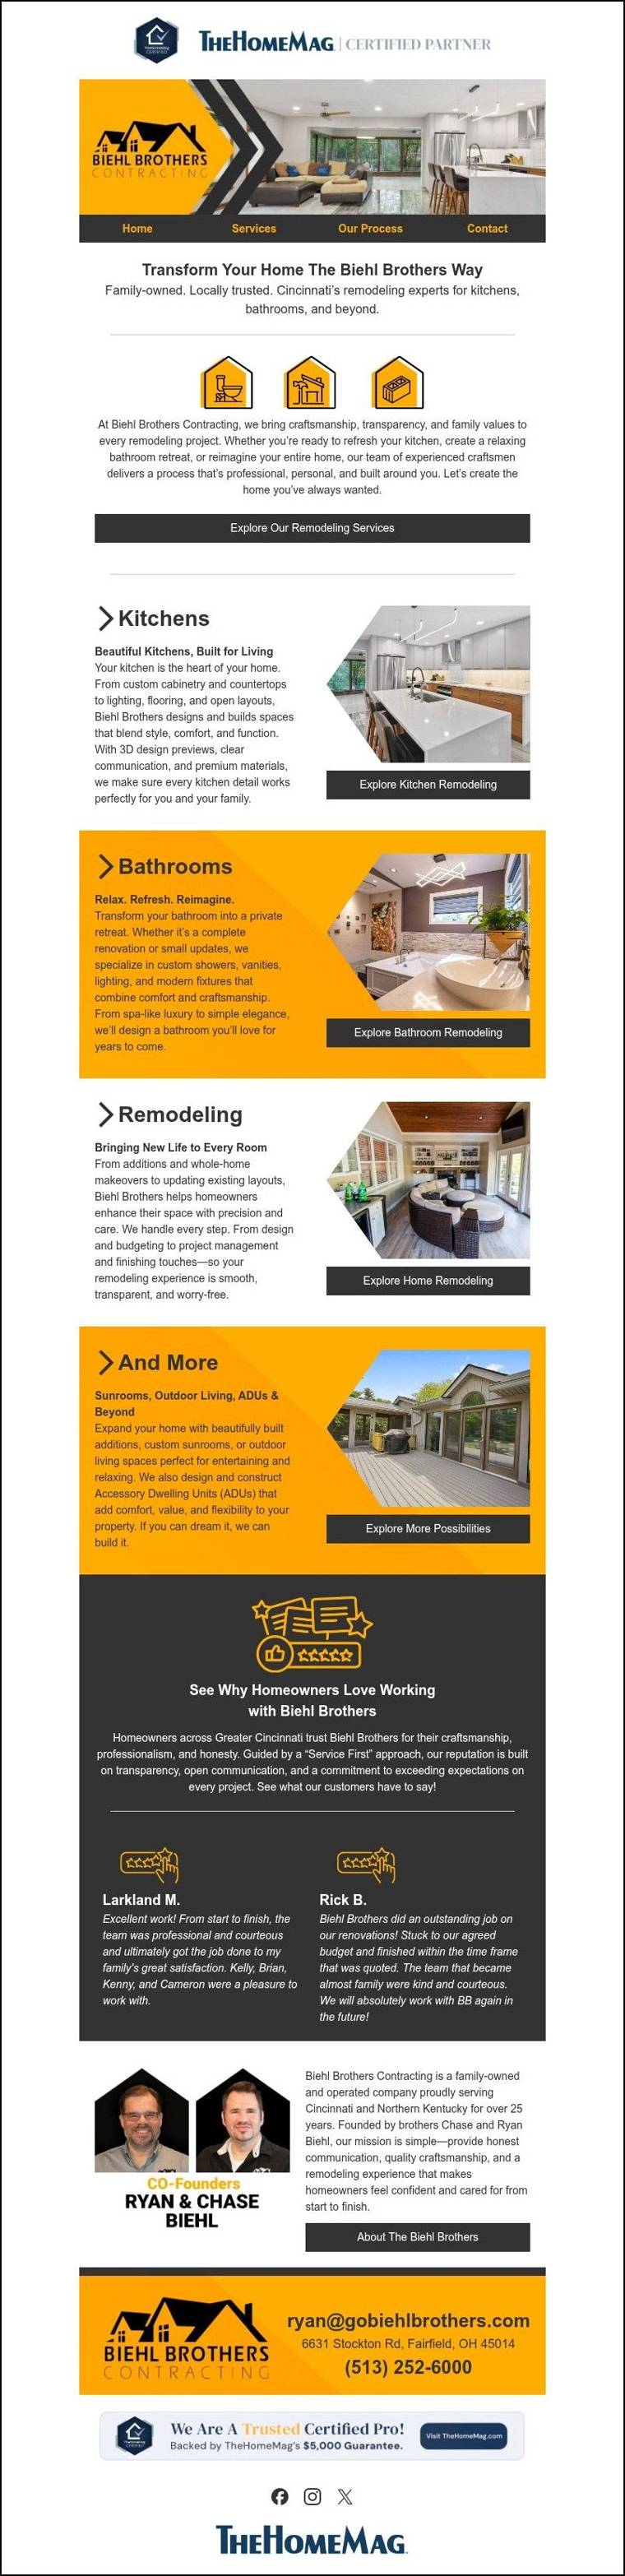 THEHOMEMAG | CERTIFIED PARTNER
BIEHL BROTHERS
CONTRACTING
Home Services Our Process Contact
Transform Your Home The Biehl Brothers Way
Family-owned. Locally trusted. Cincinnati's remodeling experts for kitchens,
bathrooms, and beyond.
At Biehl Brothers Contracting, we bring craftsmanship, transparency, and family values to
every remodeling project. Whether you're ready to refresh your kitchen, create a relaxing
bathroom retreat, or reimagine your entire home, our team of experienced craftsmen
delivers a process that's professional, personal, and built around you. Let's create the
home you've always wanted.
Explore Our Remodeling Services
Kitchens
Beautiful Kitchens, Built for Living
Your kitchen is the heart of your home.
From custom cabinetry and countertops
to lighting, flooring, and open layouts,
Biehl Brothers designs and builds spaces
that blend style, comfort, and function.
With 3D design previews, clear
communication, and premium materials,
we make sure every kitchen detail works
perfectly for you and your family.
Explore Kitchen Remodeling
Bathrooms
Relax. Refresh. Reimagine.
Transform your bathroom into a private
retreat. Whether it's a complete
renovation or small updates, we
specialize in custom showers, vanities,
lighting, and modern fixtures that
combine comfort and craftsmanship.
From spa-like luxury to simple elegance,
we'll design a bathroom you'll love for
years to come.
Explore Bathroom Remodeling
Remodeling
Bringing New Life to Every Room
From additions and whole-home
makeovers to updating existing layouts,
Biehl Brothers helps homeowners
enhance their space with precision and
care. We handle every step. From design
and budgeting to project management
and finishing touches—so your
remodeling experience is smooth,
transparent, and worry-free.
Explore Home Remodeling
And More
Sunrooms, Outdoor Living, ADUs &
Beyond
Expand your home with beautifully built
additions, custom sunrooms, or outdoor
living spaces perfect for entertaining and
relaxing. We also design and construct
Accessory Dwelling Units (ADUs) that
add comfort, value, and flexibility to your
property. If you can dream it, we can
build it.
Explore More Possibilities
See Why Homeowners Love Working
with Biehl Brothers
Homeowners across Greater Cincinnati trust Biehl Brothers for their craftsmanship,
professionalism, and honesty. Guided by a "Service First" approach, our reputation is built
on transparency, open communication, and a commitment to exceeding expectations on
every project. See what our customers have to say!
Larkland M.
Excellent work! From start to finish, the
team was professional and courteous
and ultimately got the job done to my
family's great satisfaction. Kelly, Brian,
Kenny, and Cameron were a pleasure to
work with.
Rick B.
Biehl Brothers did an outstanding job on
our renovations! Stuck to our agreed
budget and finished within the time frame
that was quoted. The team that became
almost family were kind and courteous.
We will absolutely work with BB again in
the future!
CO-Founders
RYAN & CHASE
BIEHL
Biehl Brothers Contracting is a family-owned
and operated company proudly serving
Cincinnati and Northern Kentucky for over 25
years. Founded by brothers Chase and Ryan
Biehl, our mission is simple—provide honest
communication, quality craftsmanship, and a
remodeling experience that makes
homeowners feel confident and cared for from
start to finish.
About The Biehl Brothers
BIEHL BROTHERS
CONTRACTING
ryan@gobiehlbrothers.com
6631 Stockton Rd, Fairfield, OH 45014
(513) 252-6000
We Are A Trusted Certified Pro!
Backed by TheHomeMag's $5,000 Guarantee.
Visit TheHomeMag.com
THEHOMEMAG